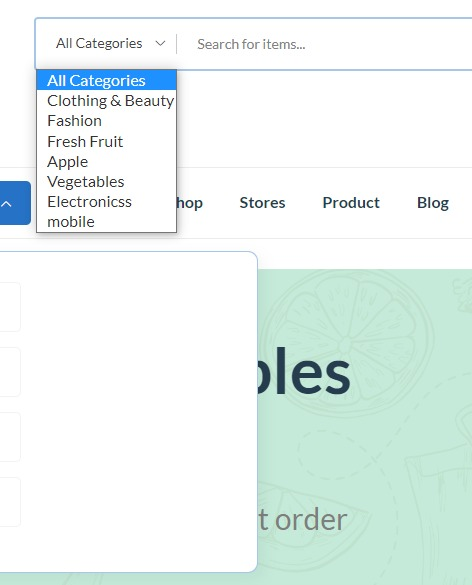 All Categories
Search for items...
All Categories
Clothing & Beauty
Fashion
Fresh Fruit
Apple
Vegetables
Electronicss
mobile
hop
Stores
Product
Blog
bles
t order